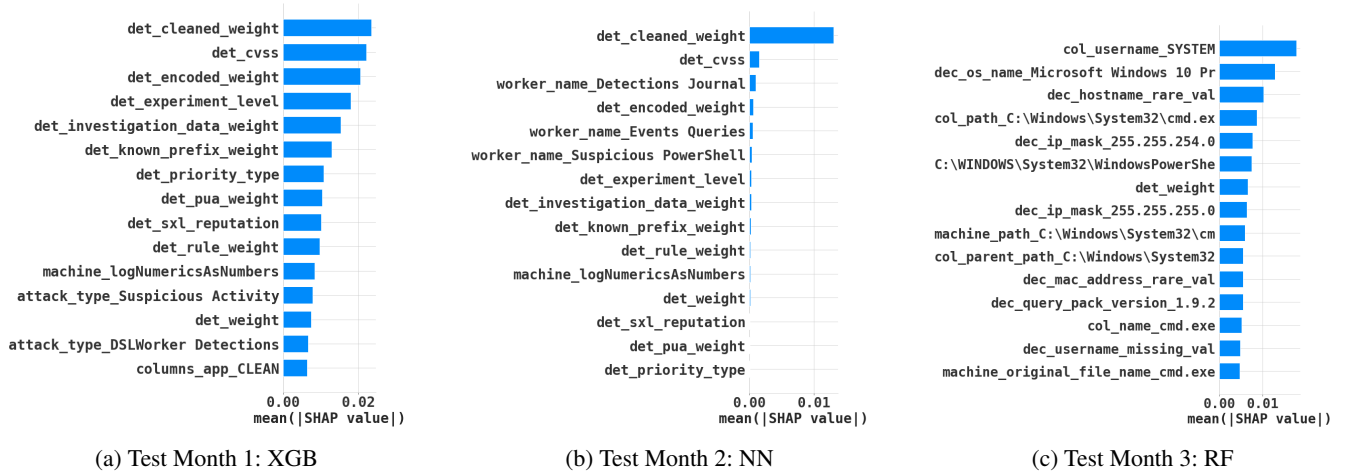 det_cleaned_weight
det_cvss
det_encoded_weight
det_experiment_level
det_investigation_data_weight
det_known_prefix_weight
det_priority_type
det_pua_weight
det_sxl_reputation
det_rule_weight
machine_logNumericsAsNumbers
attack_type_Suspicious Activity
det_weight
attack_type_DSLWorker Detections
columns_app_CLEAN
0.00 0.02
mean(|SHAP value|)
(a) Test Month 1: XGB
det_cleaned_weight
det_cvss
worker_name_Detections Journal
det_encoded_weight
worker_name_Events Queries
worker_name_Suspicious PowerShell
det_experiment_level
det_investigation_data_weight
det_known_prefix_weight
det_rule_weight
machine_logNumericsAsNumbers
det_weight
det_sxl_reputation
det_pua_weight
det_priority_type
0.00 0.01
mean(|SHAP value|)
(b) Test Month 2: NN
col_username_SYSTEM
dec_os_name_Microsoft Windows 10 Pr
dec_hostname_rare_val
col_path_C:\Windows\System32\cmd.ex
dec_ip_mask_255.255.254.0
C:\WINDOWS\System32\WindowsPowerShe
det_weight
dec_ip_mask_255.255.255.0
machine_path_C:\Windows\System32\cm
col_parent_path_C:\Windows\System32
dec_mac_address_rare_val
dec_query_pack_version_1.9.2
col_name_cmd.exe
dec_username_missing_val
machine_original_file_name_cmd.exe
0.00 0.01
mean(|SHAP value|)
(c) Test Month 3: RF